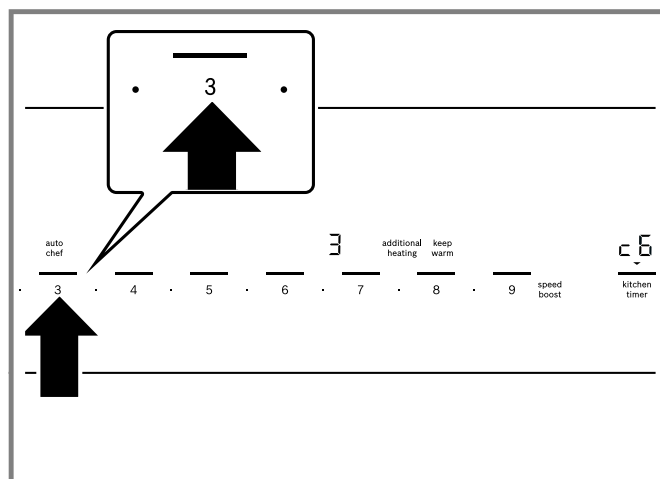 3
auto
chef
3
additional
heating
keep
warm
c6
3
4
5
6
7
8
9
speed
boost
kitchen
timer